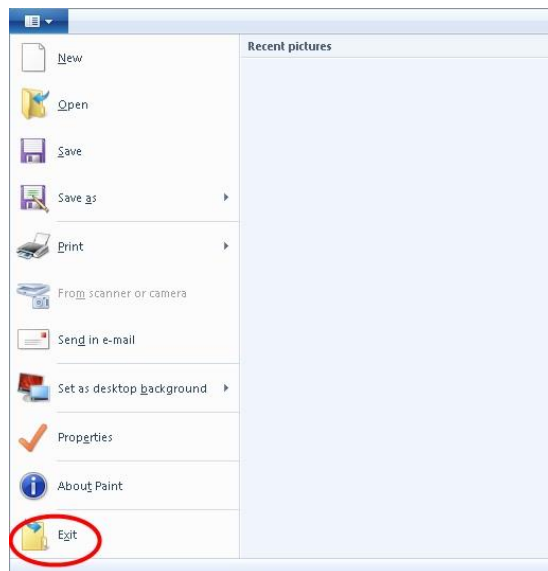 Recent pictures
New
Open
Save
Save as
Print
From scanner or camera
Send in e-mail
Set as desktop background
Properties
About Paint
Exit